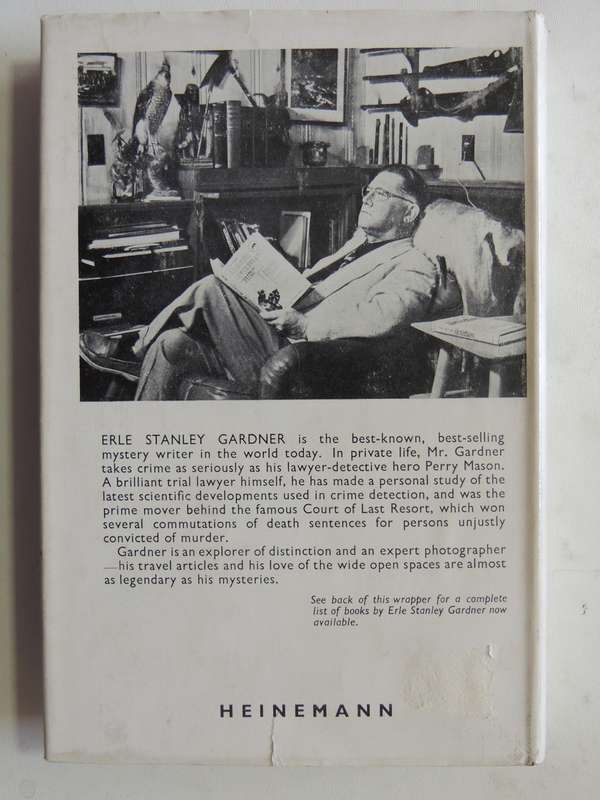 ERLE STANLEY GARDNER is the best-known, best-selling
mystery writer in the world today. In private life, Mr. Gardner
takes crime as seriously as his lawyer-detective hero Perry Mason.
A brilliant trial lawyer himself, he has made a personal study of the
latest scientific developments used in crime detection, and was the
prime mover behind the famous Court of Last Resort, which won
several commutations of death sentences for persons unjustly
convicted of murder.
Gardner is an explorer of distinction and an expert photographer
—his travel articles and his love of the wide open spaces are almost
as legendary as his mysteries.
See back of this wrapper for a complete
list of books by Erle Stanley Gardner now
available.
HEINEMANN